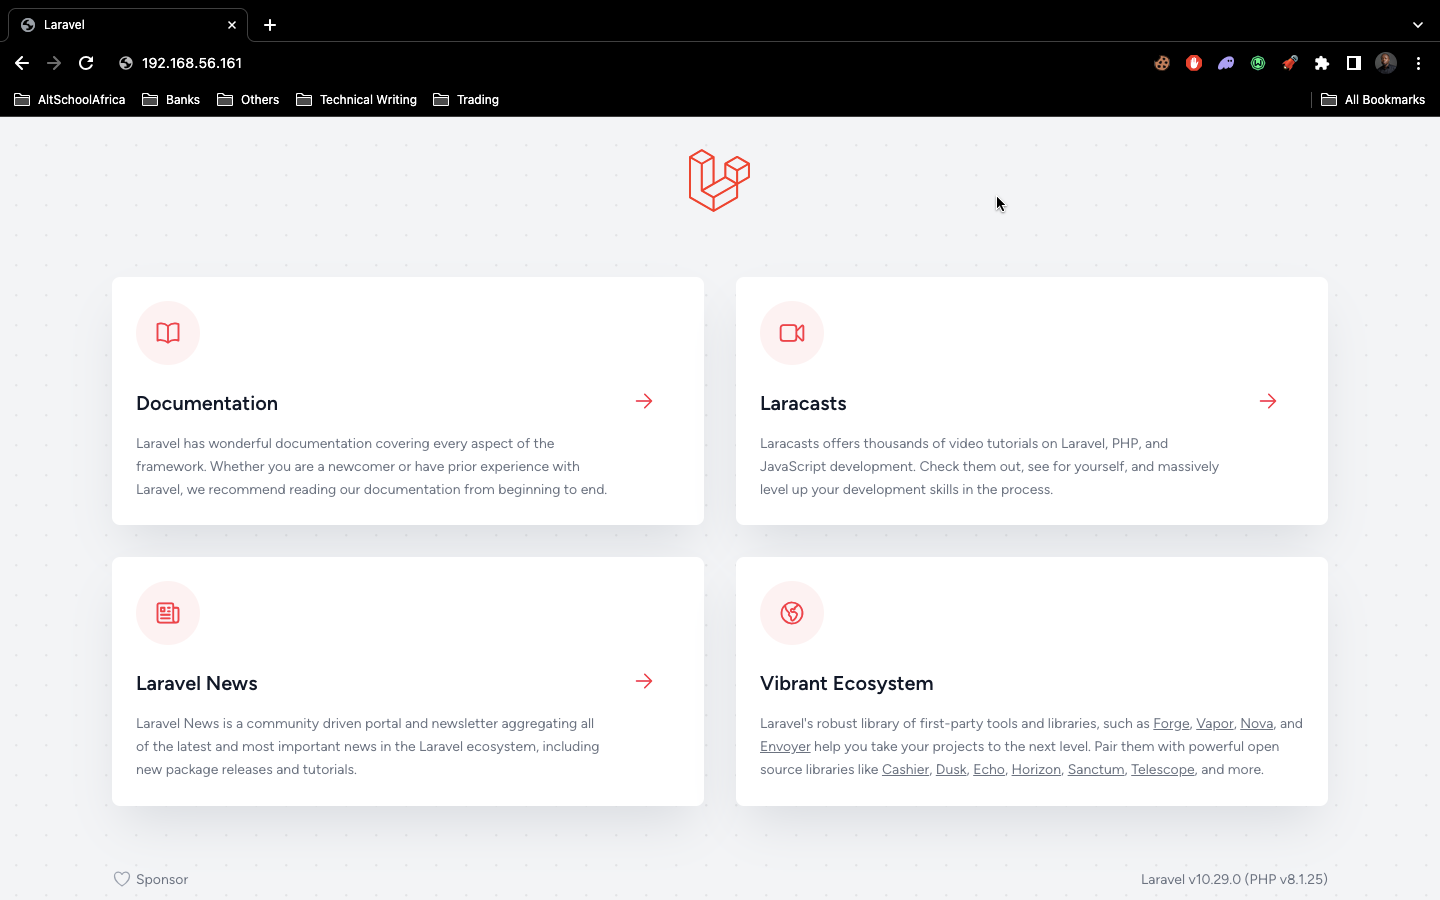 Laravel
192.168.56.161
AltSchoolAfrica Banks Others Technical Writing Trading All Bookmarks
Documentation
Laravel has wonderful documentation covering every aspect of the
framework. Whether you are a newcomer or have prior experience with
Laravel, we recommend reading our documentation from beginning to end.
Laracasts
Laracasts offers thousands of video tutorials on Laravel, PHP, and
JavaScript development. Check them out, see for yourself, and massively
level up your development skills in the process.
Laravel News
Laravel News is a community driven portal and newsletter aggregating all
of the latest and most important news in the Laravel ecosystem, including
new package releases and tutorials.
Vibrant Ecosystem
Laravel's robust library of first-party tools and libraries, such as Forge, Vapor, Nova, and
Envoyer help you take your projects to the next level. Pair them with powerful open
source libraries like Cashier, Dusk, Echo, Horizon, Sanctum, Telescope, and more.
Sponsor
Laravel v10.29.0 (PHP v8.1.25)